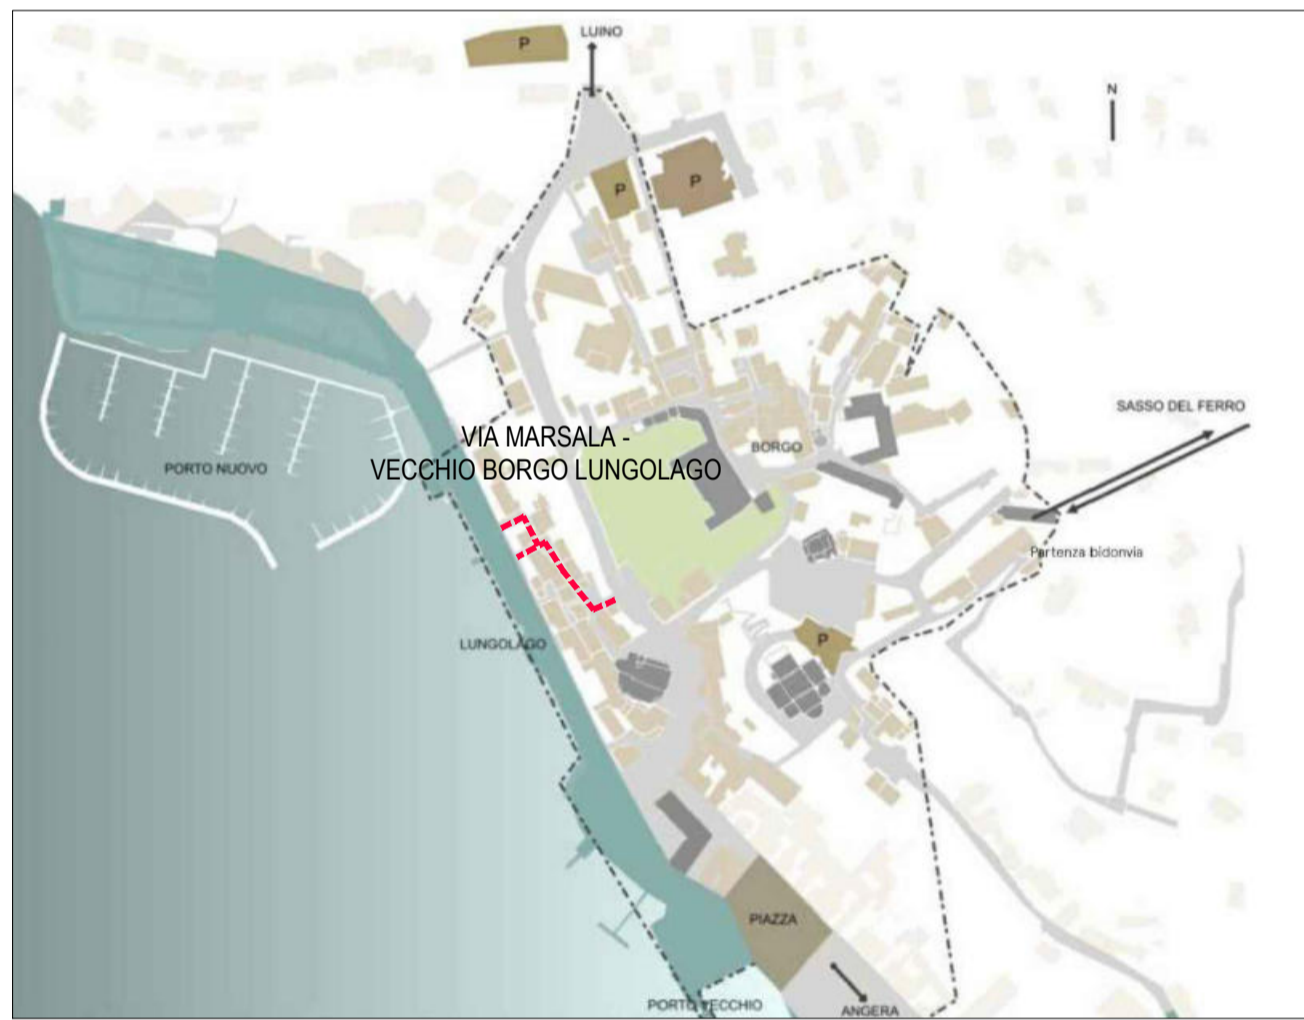 LUINO
P
N
P
P
SASSO DEL FERRO
VIA MARSALA -
VECCHIO BORGO LUNGOLAGO
BORGO
PORTO NUOVO
Partenza bidonvia
P
LUNGOLAGO
PIAZZA
PORTO VECCHIO
ANGERA